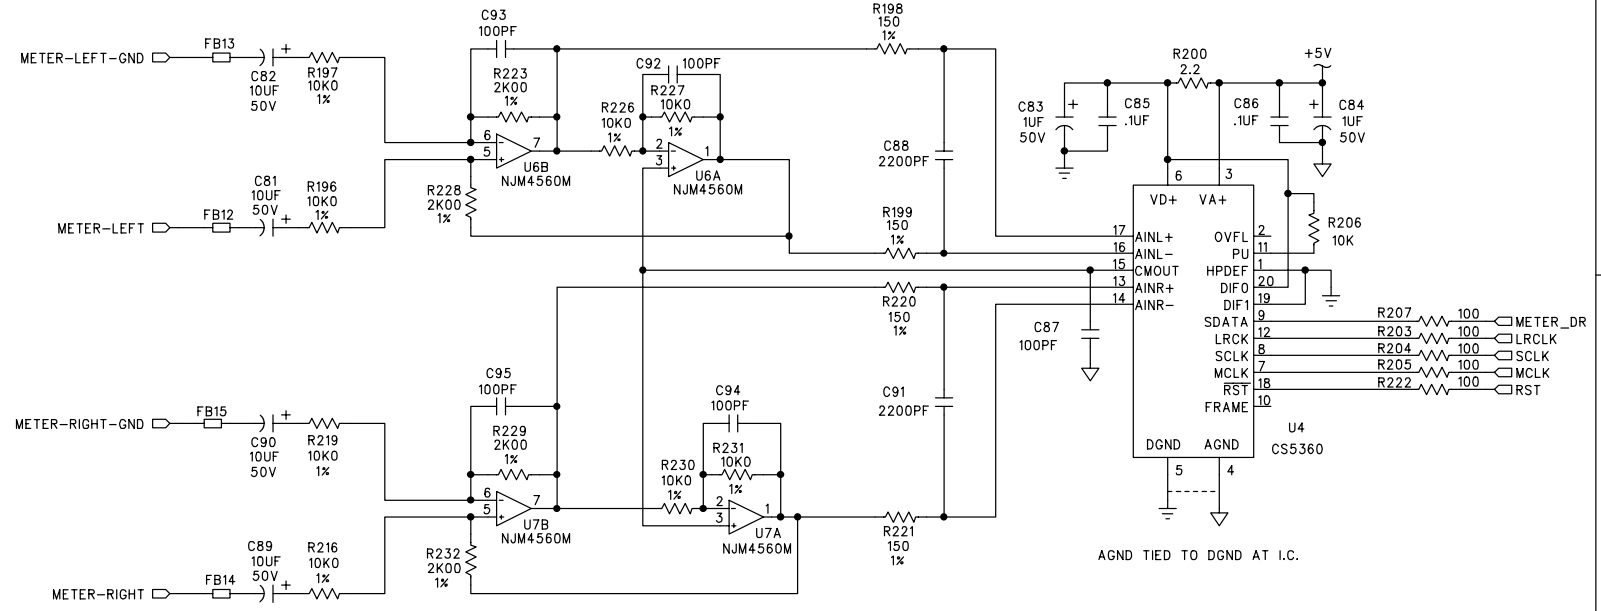 C93
100PF
R198
150
1%
METER-LEFT-GND
FB13
+
C82
10UF
50V
R197
10K0
1%
R223
2K00
1%
C92
100PF
R227
10K0
1%
R226
10K0
1%
6
5
7
-
+
U6B
NJM4560M
2
3
1
-
+
U6A
NJM4560M
R228
2K00
1%
C81
10UF
50V
+
R196
10K0
1%
METER-LEFT
FB12
C88
2200PF
R199
150
1%
R200
2.2
+5V
C83
1UF
50V
+
C85
.1UF
C86
.1UF
+
C84
1UF
50V
6
3
VD+
VA+
17
AINL+
16
AINL-
15
CMOUT
13
AINR+
14
AINR-
OVFL
2
PU
11
HPDEF
1
DIF0
20
DIF1
19
SDATA
9
LRCK
12
SCLK
8
MCLK
7
RST
18
FRAME
10
R206
10K
R207
100
METER_DR
R203
100
LRCLK
R204
100
SCLK
R205
100
MCLK
R222
100
RST
U4
CS5360
DGND
AGND
5
4
AGND TIED TO DGND AT I.C.
R220
150
1%
C87
100PF
C91
2200PF
C95
100PF
R229
2K00
1%
C94
100PF
R231
10K0
1%
R230
10K0
1%
METER-RIGHT-GND
FB15
+
C90
10UF
50V
R219
10K0
1%
6
5
7
-
+
U7B
NJM4560M
2
3
1
-
+
U7A
NJM4560M
R221
150
1%
R232
2K00
1%
C89
10UF
50V
+
R216
10K0
1%
METER-RIGHT
FB14